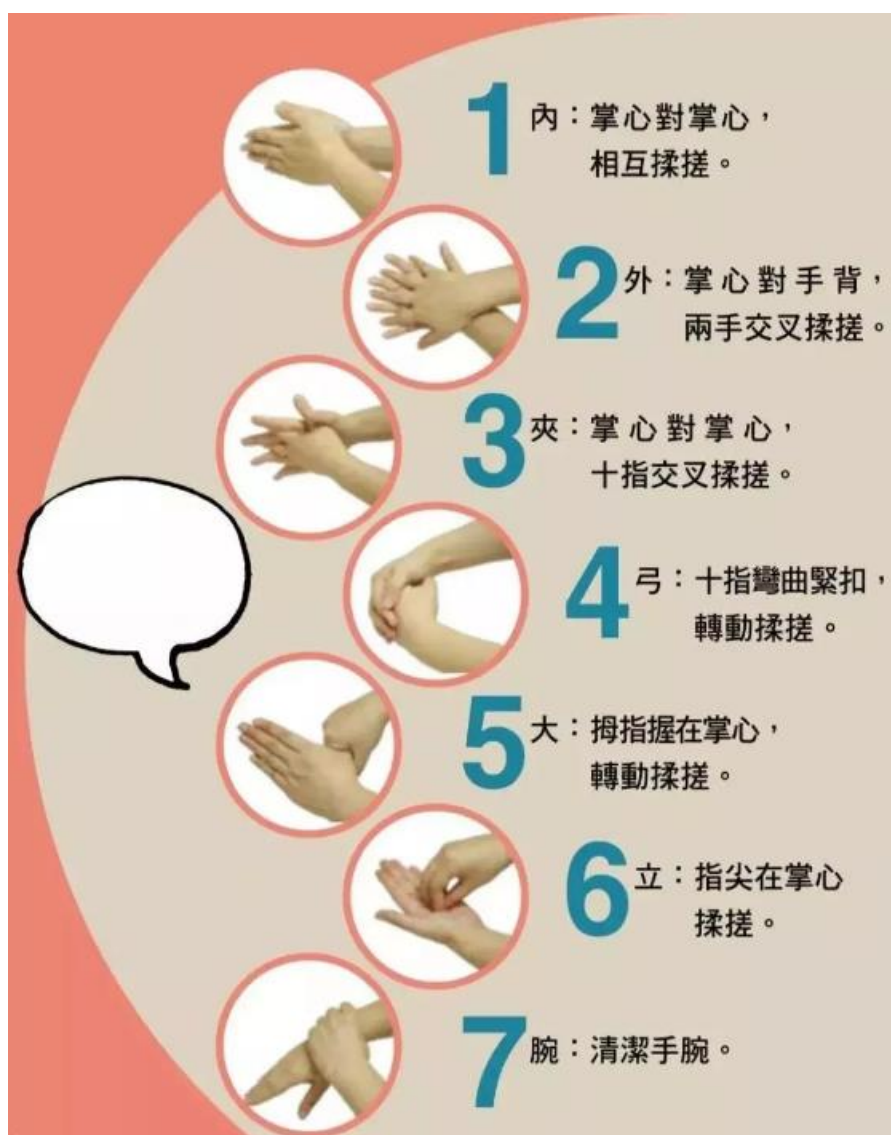 1 內：掌心對掌心，
相互揉搓。
2 外：掌心對手背，
兩手交叉揉搓。
3 夾：掌心對掌心，
十指交叉揉搓。
4 弓：十指彎曲緊扣，
轉動揉搓。
5 大：拇指握在掌心，
轉動揉搓。
6 立：指尖在掌心
揉搓。
7 腕：清潔手腕。